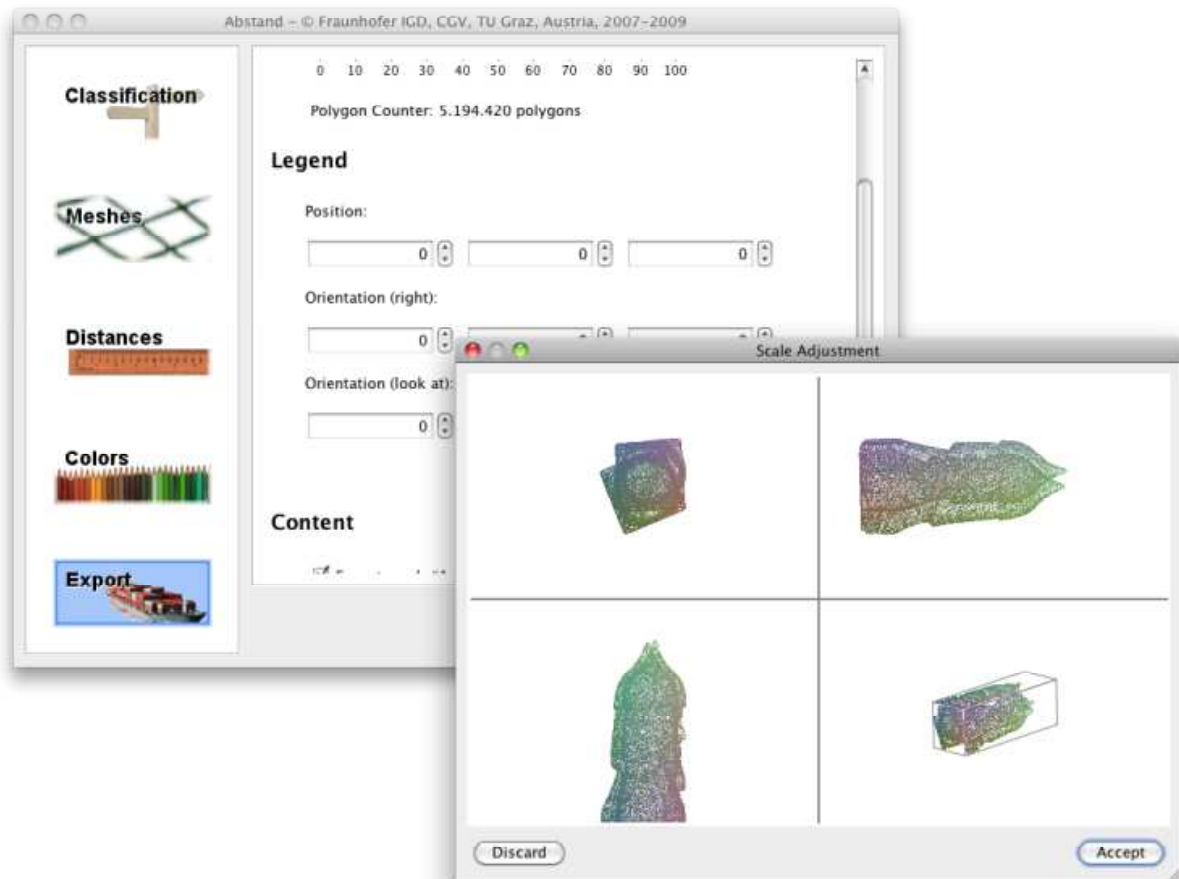 Abstand – © Fraunhofer IGD, CGV, TU Graz, Austria, 2007–2009
Classification
Meshes
Distances
Colors
Export
0 10 20 30 40 50 60 70 80 90 100
Polygon Counter: 5.194.420 polygons
Legend
Position:
0 0 0
Orientation (right):
0
Orientation (look at):
0
Content
Scale Adjustment
Discard
Accept